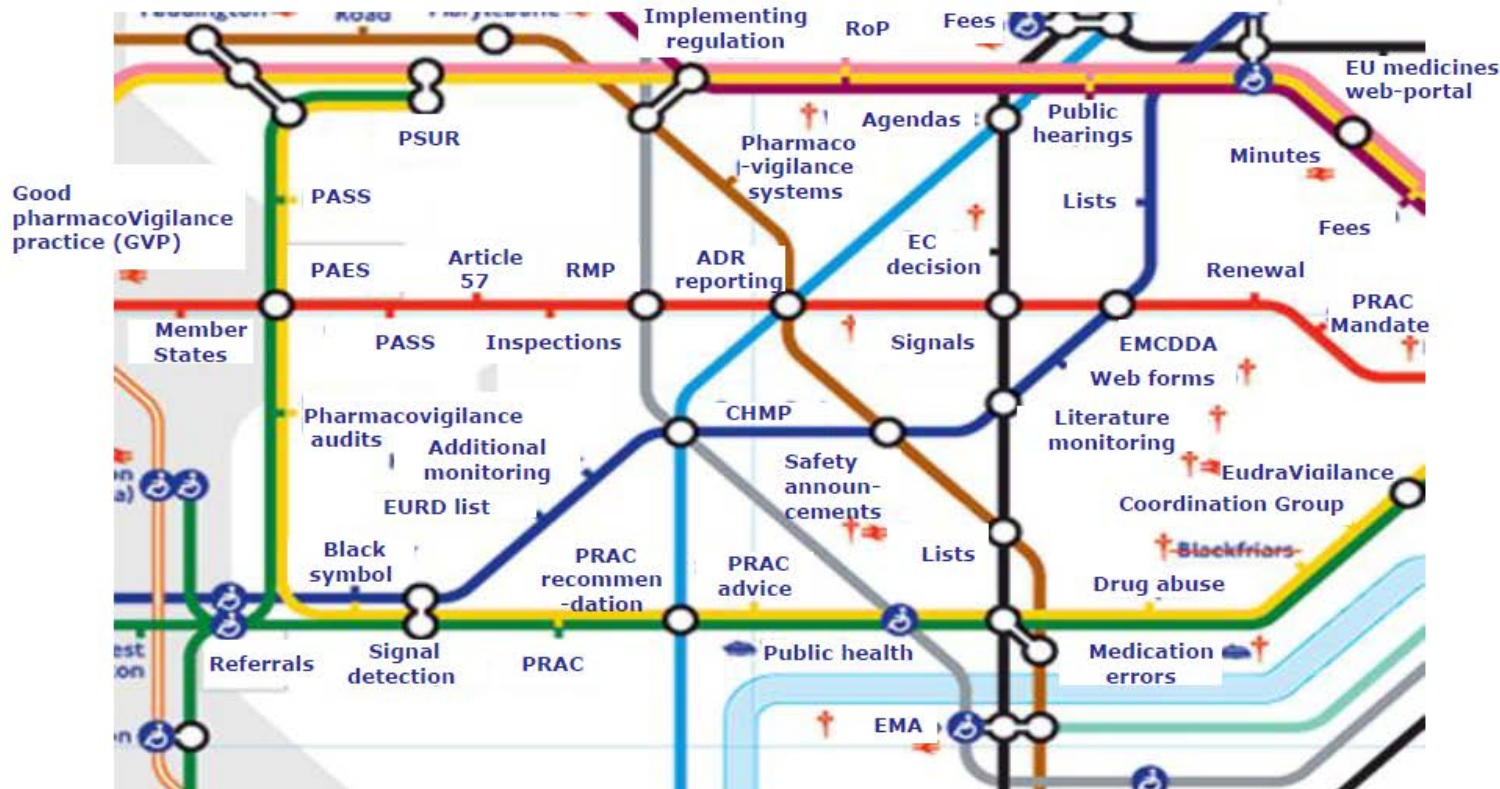 Paddington
Road
Marylebone
Implementing
regulation
RoP
Fees
EU medicines
web-portal
PSUR
Agendas
Public
hearings
Pharmaco
-vigilance
systems
Minutes
Good
pharmacoVigilance
practice (GVP)
PASS
Lists
Fees
EC
decision
PAES
Article
57
RMP
ADR
reporting
Renewal
PRAC
Mandate
Member
States
PASS
Inspections
Signals
EMCDDA
Web forms
Pharmacovigilance
audits
CHMP
Literature
monitoring
Additional
monitoring
Safety
announ-
cements
EudraVigilance
Coordination Group
EURD list
Black
symbol
PRAC
recommen
-dation
PRAC
advice
Lists
Blackfriars
Drug abuse
Referrals
Signal
detection
PRAC
Public health
Medication
errors
EMA